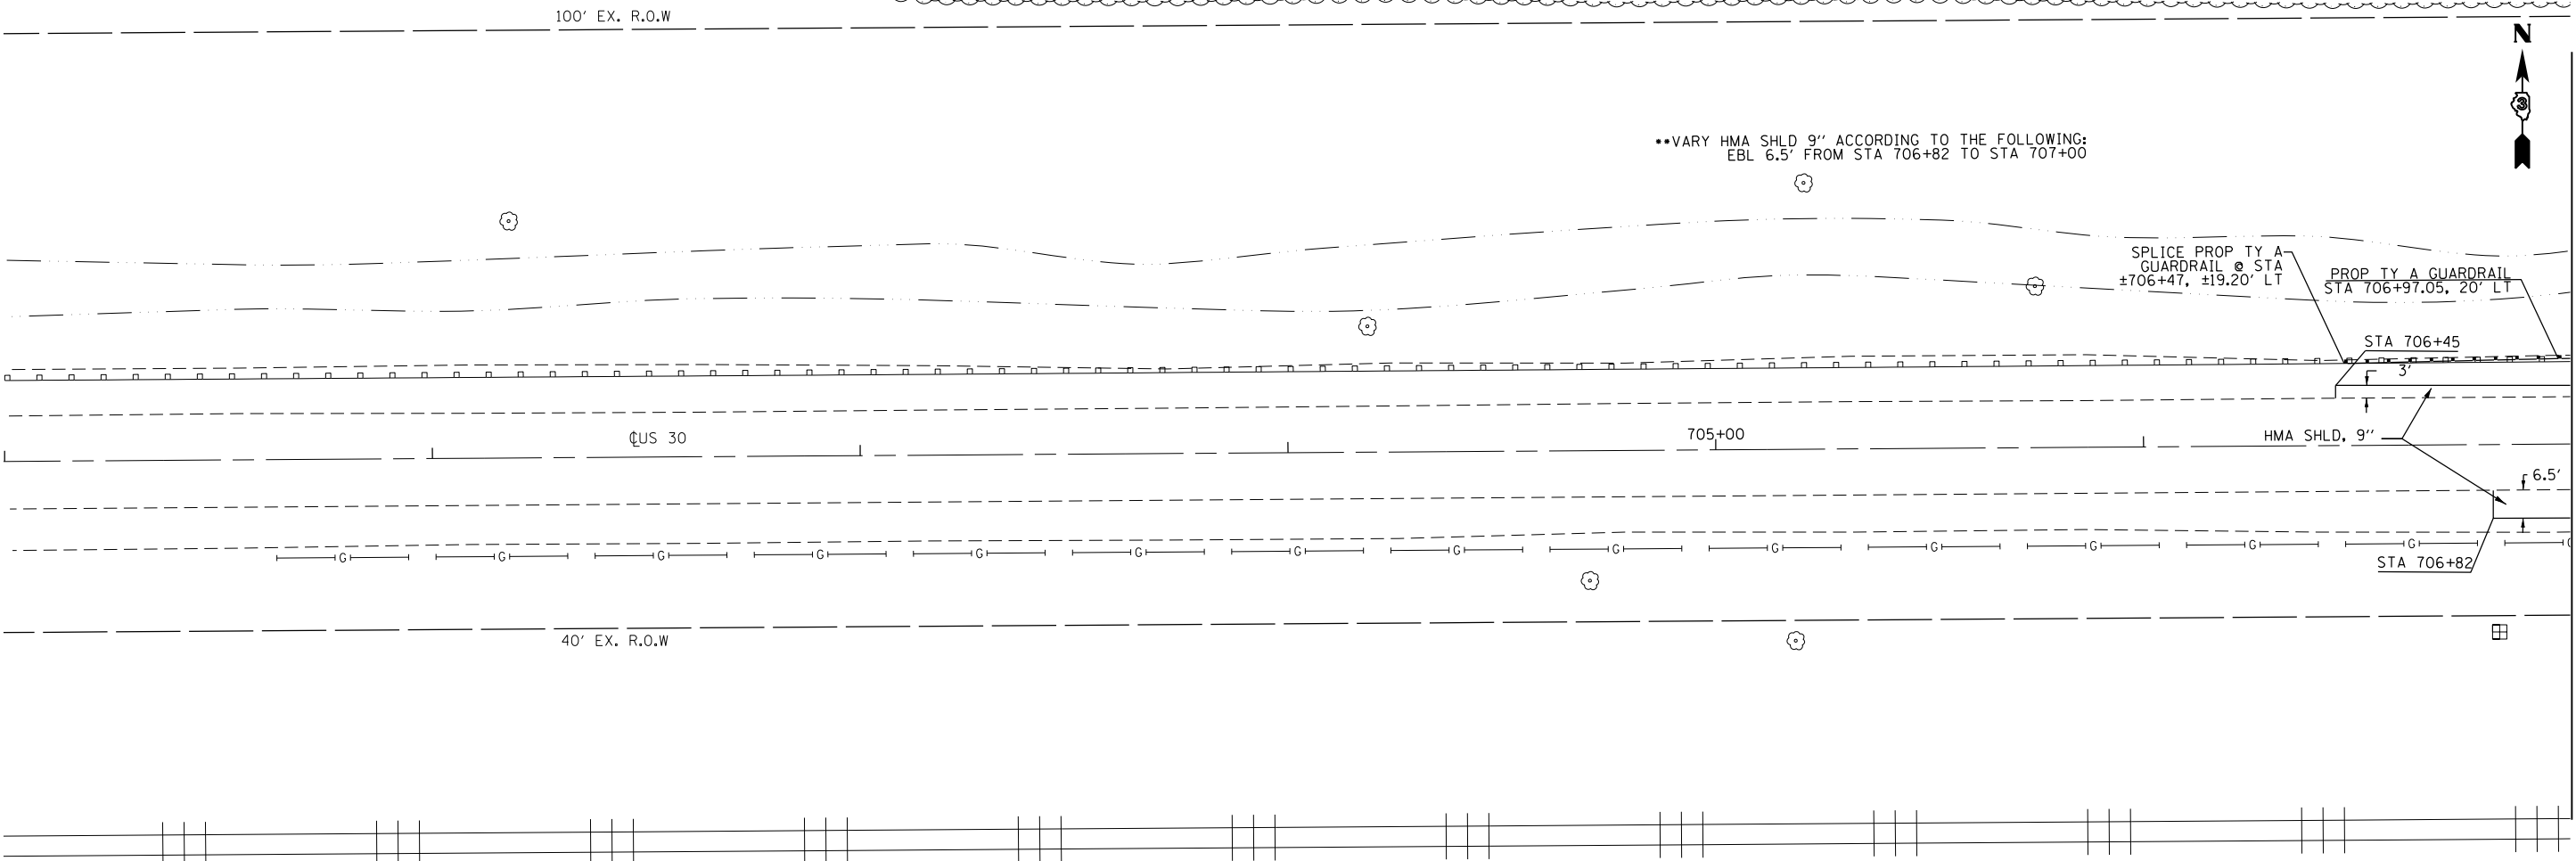 100' EX. R.O.W
N
3
**VARY HMA SHLD 9" ACCORDING TO THE FOLLOWING:
EBL 6.5' FROM STA 706+82 TO STA 707+00
SPLICE PROP TY A
GUARDRAIL @ STA
±706+47, ±19.20' LT
PROP TY A GUARDRAIL
STA 706+97.05, 20' LT
STA 706+45
3'
℄US 30
705+00
HMA SHLD, 9"
6.5'
G G G G G G G G G G G G G G
STA 706+82
40' EX. R.O.W